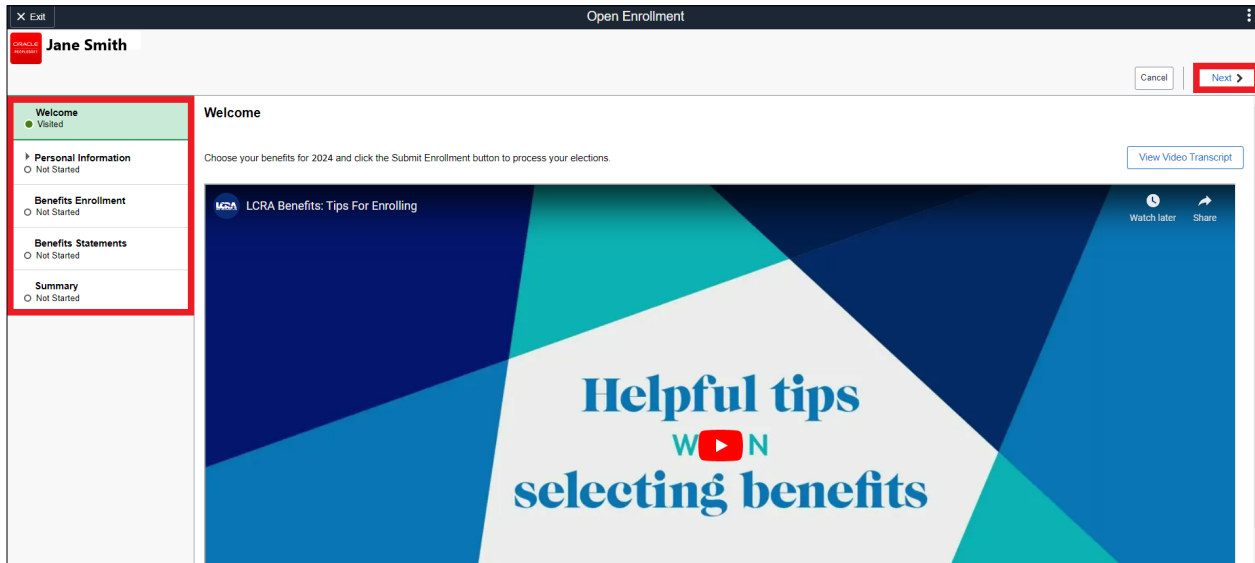 X Exit
Open Enrollment
ORACLE
PEOPLESOFT
Jane Smith
Cancel
Next
Welcome
Visited
Personal Information
Not Started
Benefits Enrollment
Not Started
Benefits Statements
Not Started
Summary
Not Started
Welcome
Choose your benefits for 2024 and click the Submit Enrollment button to process your elections.
View Video Transcript
LCRA
LCRA Benefits: Tips For Enrolling
Watch later
Share
Helpful tips
W N
selecting benefits